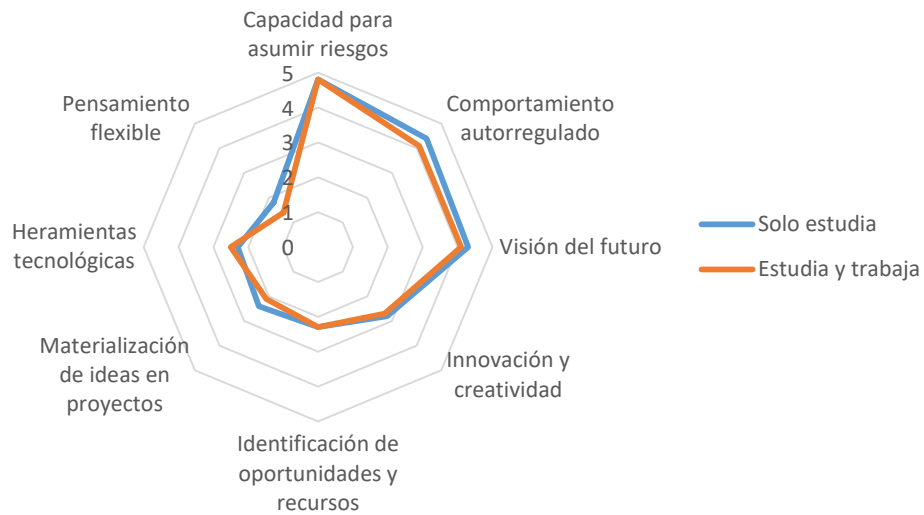 Capacidad para
asumir riesgos
5
4
3
2
1
0
Comportamiento
autorregulado
Visión del futuro
Innovación y
creatividad
Identificación de
oportunidades y
recursos
Materialización
de ideas en
proyectos
Heramientas
tecnológicas
Pensamiento
flexible
Solo estudia
Estudia y trabaja